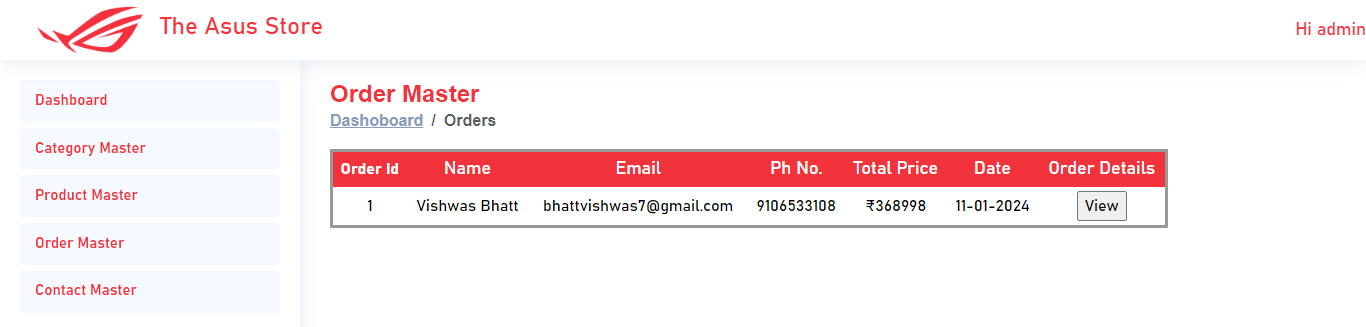 The Asus Store
Hi admin
Dashboard
Category Master
Product Master
Order Master
Contact Master
Order Master
Dashoboard / Orders
Order Id Name Email Ph No. Total Price Date Order Details
1 Vishwas Bhatt bhattvishwas7@gmail.com 9106533108 ₹368998 11-01-2024 View